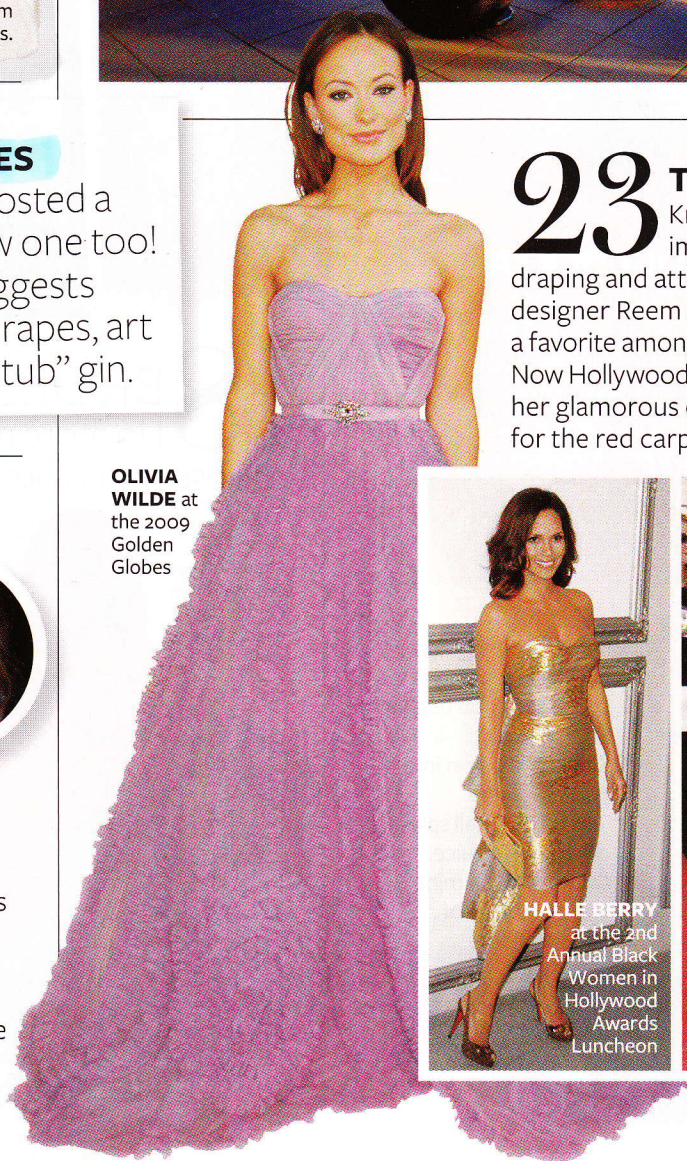 m
s.
ES
osted a
w one too!
ggests
rapes, art
tub” gin.
23
T
Kn
im
draping and att
designer Reem
a favorite amon
Now Hollywood
her glamorous
for the red carp
OLIVIA
WILDE at
the 2009
Golden
Globes
HALLE BERRY
at the 2nd
Annual Black
Women in
Hollywood
Awards
Luncheon
s
e